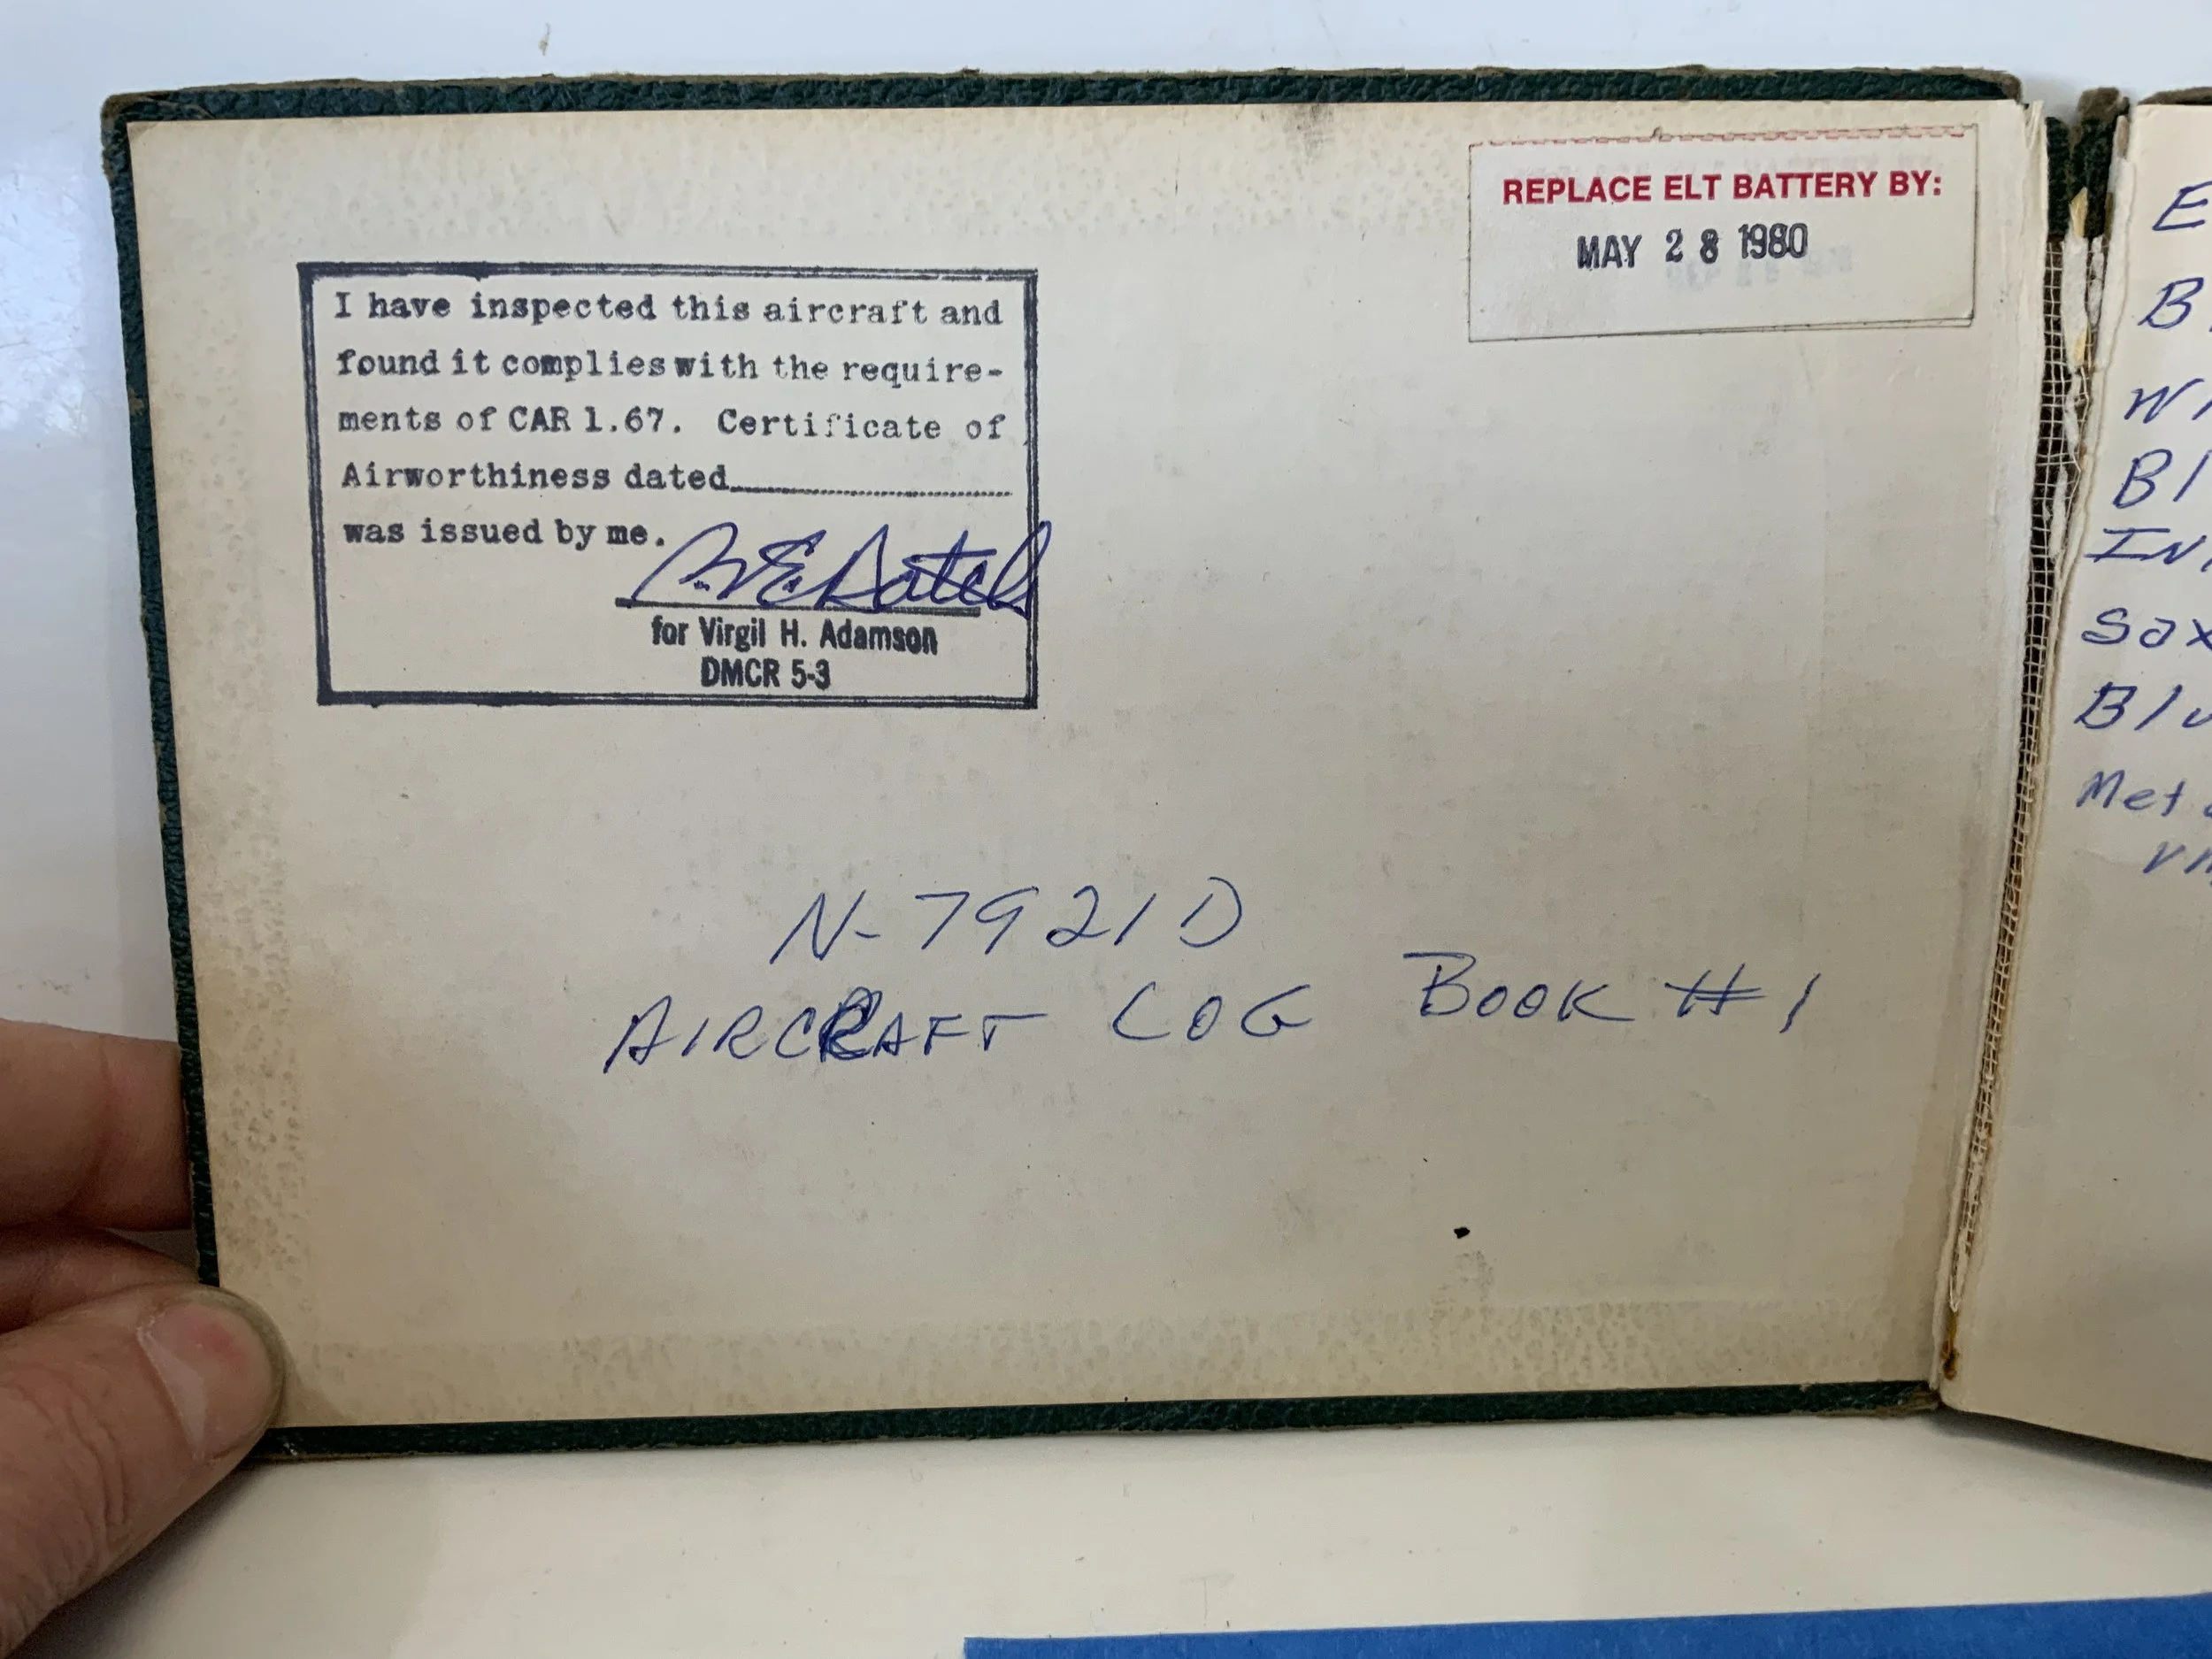 I have inspected this aircraft and
found it complies with the require-
ments of CAR 1.67. Certificate of
Airworthiness dated
was issued by me.
for Virgil H. Adamson
DMCR 5-3
REPLACE ELT BATTERY BY:
MAY 28 1980
N-7921D
AIRCRAFT LOG BOOK #1